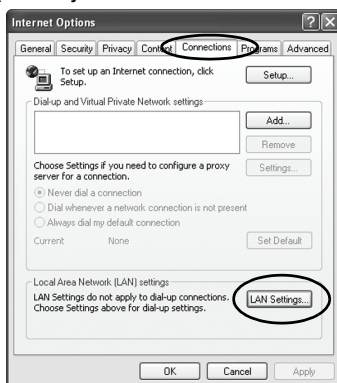 Internet Options
General Security Privacy Content Connections Programs Advanced
To set up an Internet connection, click
Setup.
Setup...
Dial-up and Virtual Private Network settings
Add...
Remove
Choose Settings if you need to configure a proxy
server for a connection.
Settings...
Never dial a connection
Dial whenever a network connection is not present
Always dial my default connection
Current None
Set Default
Local Area Network (LAN) settings
LAN Settings do not apply to dial-up connections.
Choose Settings above for dial-up settings.
LAN Settings...
OK Cancel Apply